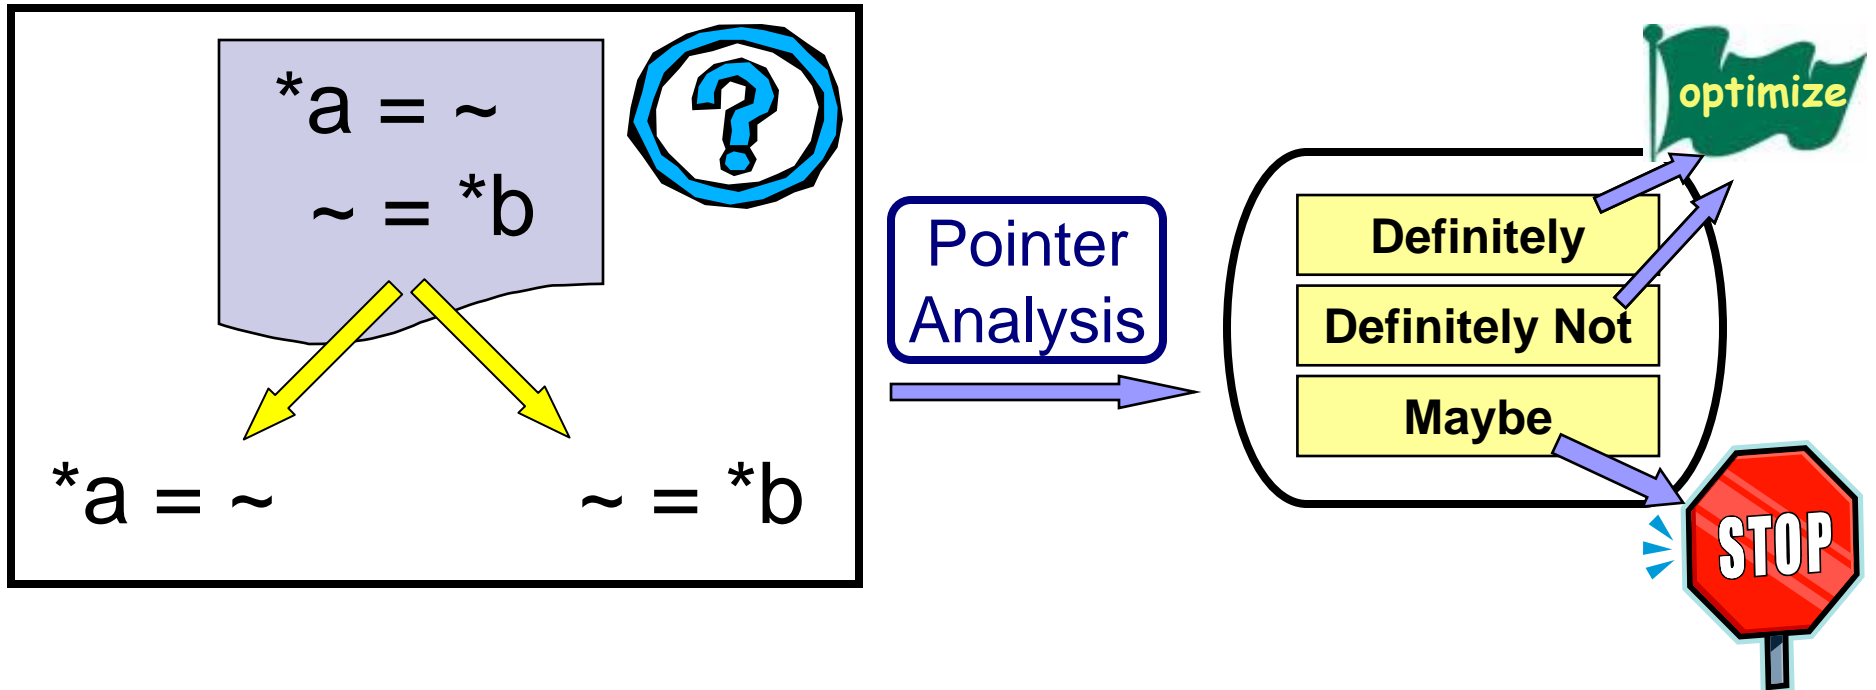 *a = ~
~ = *b
*a = ~
~ = *b
Pointer
Analysis
optimize
Definitely
Definitely Not
Maybe
STOP